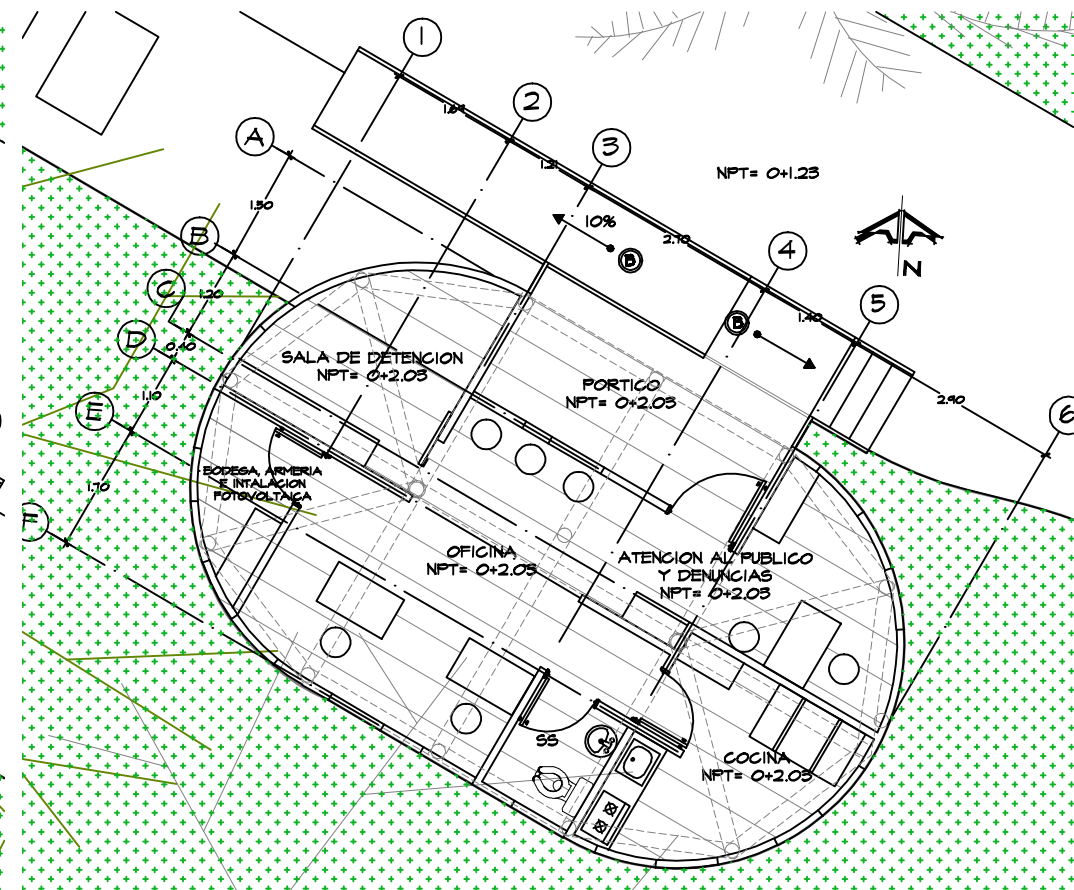 1
2
3
4
5
6
A
B
C
D
E
F
1.69
1.21
2.70
1.40
2.90
1.50
1.20
0.40
1.10
1.70
NPT= 0+1.23
10%
B
B
N
SALA DE DETENCION
NPT= 0+2.03
PORTICO
NPT= 0+2.03
BODEGA, ARMERIA
E INTALACION
FOTOVOLTAICA
OFICINA
NPT= 0+2.03
ATENCION AL PUBLICO
Y DENUNCIAS
NPT= 0+2.03
SS
COCINA
NPT= 0+2.03